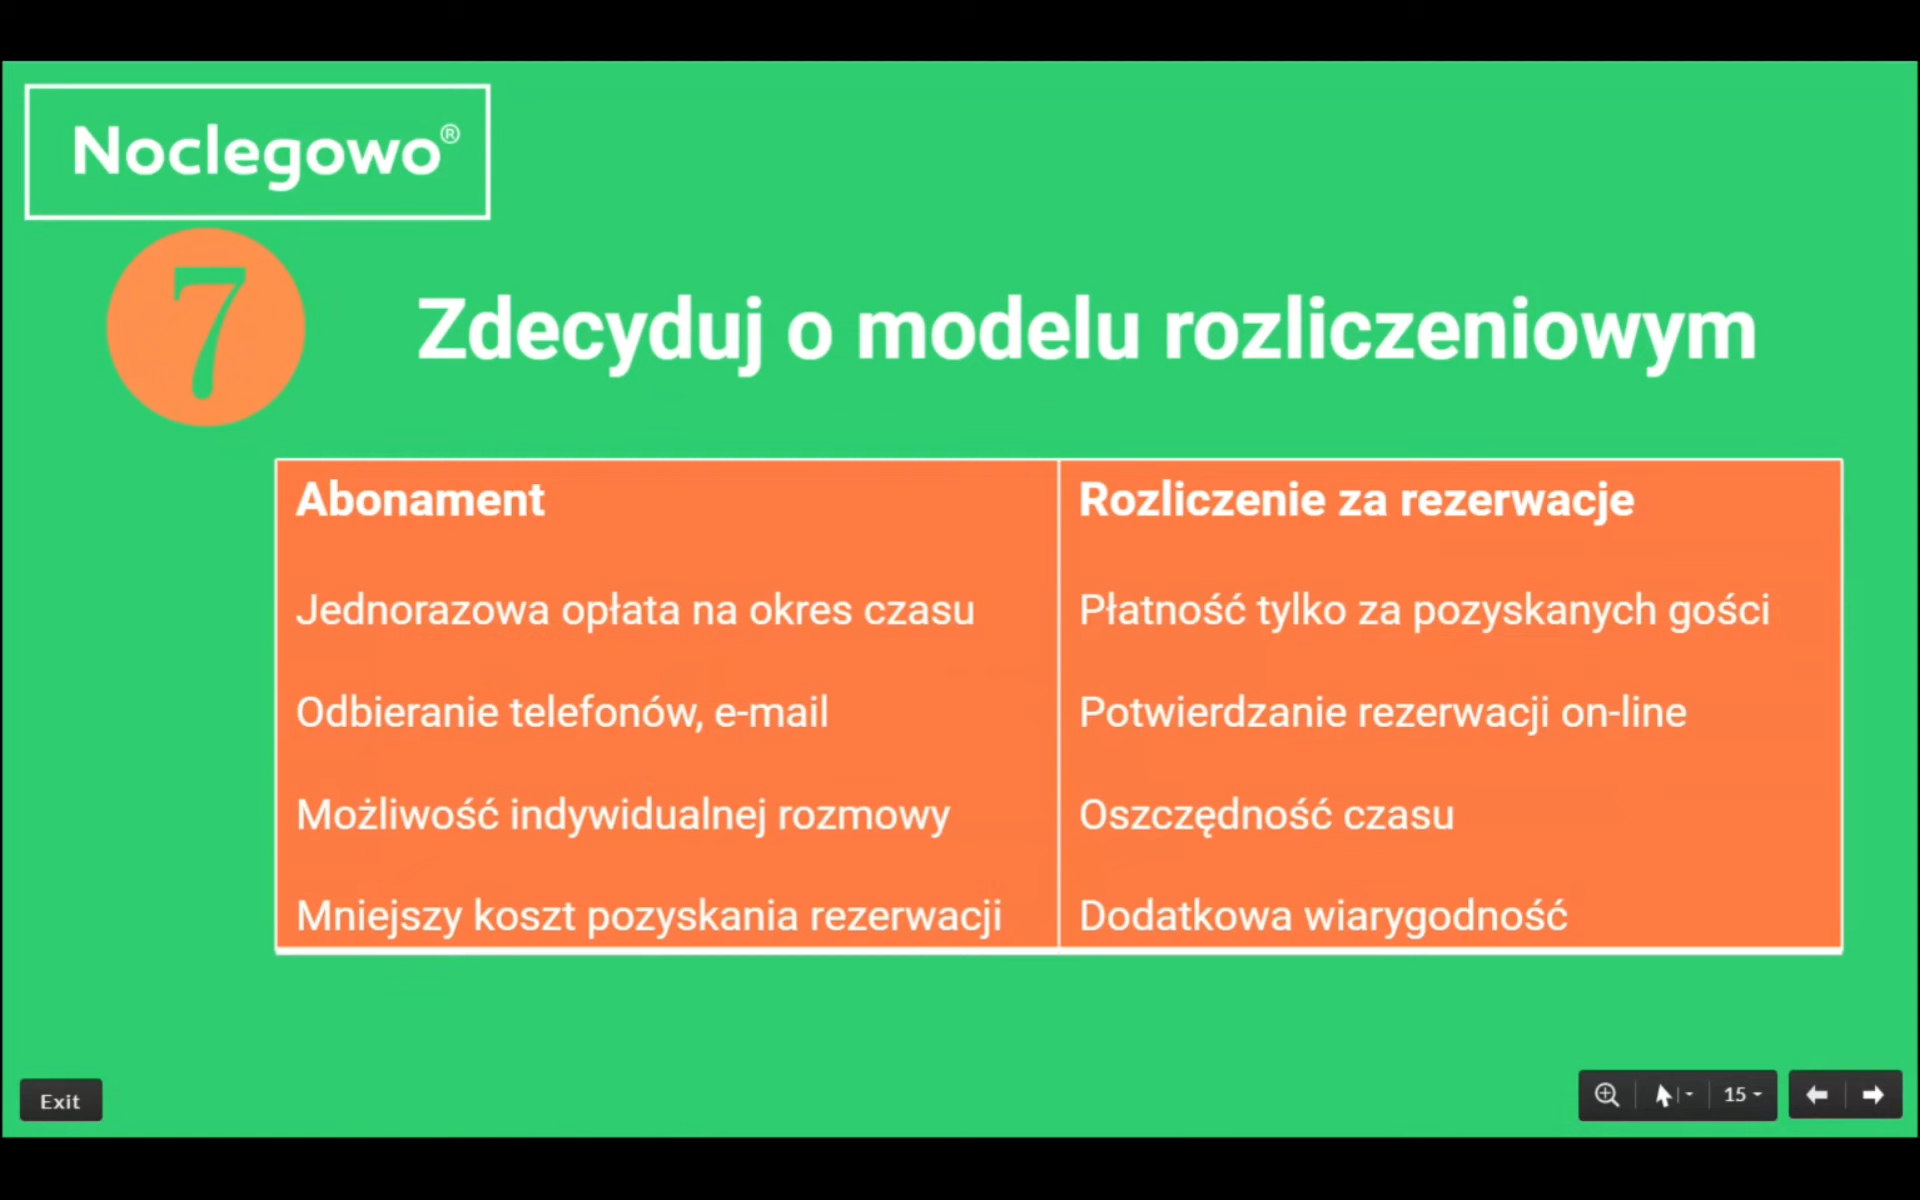 Noclegowo®
7
Zdecyduj o modelu rozliczeniowym
Abonament
Jednorazowa opłata na okres czasu
Odbieranie telefonów, e-mail
Możliwość indywidualnej rozmowy
Mniejszy koszt pozyskania rezerwacji
Rozliczenie za rezerwacje
Płatność tylko za pozyskanych gości
Potwierdzanie rezerwacji on-line
Oszczędność czasu
Dodatkowa wiarygodność
Exit
15